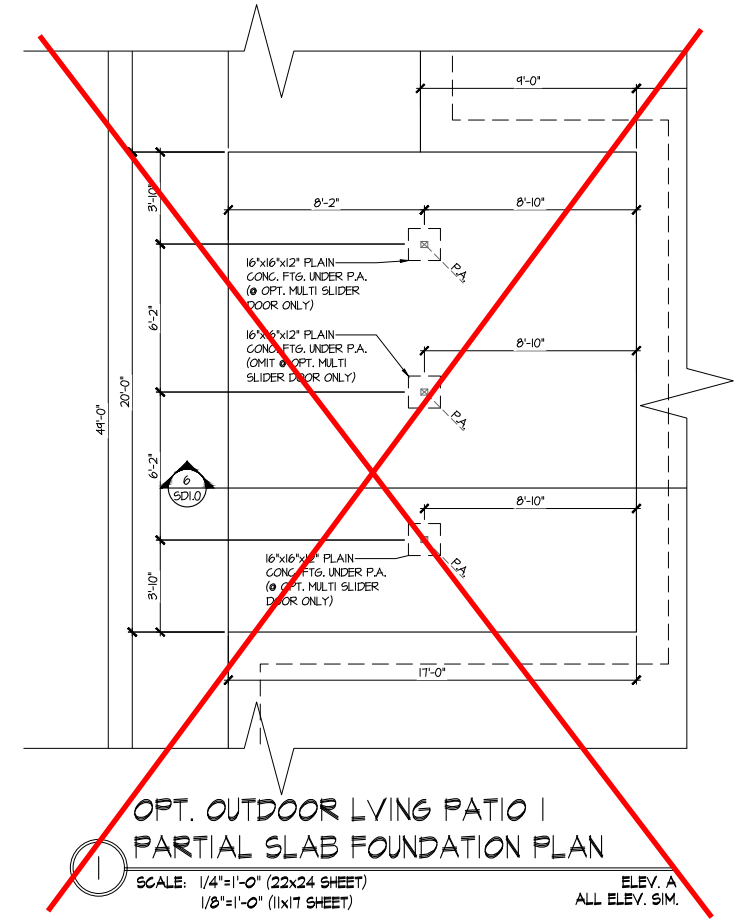 9'-0"
3'-10"
8'-2"
8'-10"
16"x16"x12" PLAIN
CONC. FTG. UNDER P.A.
(@ OPT. MULTI SLIDER
DOOR ONLY)
P.A.
6'-2"
16"x16"x12" PLAIN
CONC. FTG. UNDER P.A.
(OMIT @ OPT. MULTI
SLIDER DOOR ONLY)
8'-10"
P.A.
20'-0"
49'-0"
6'-2"
6
SD1.0
8'-10"
16"x16"x12" PLAIN
CONC. FTG. UNDER P.A.
(@ OPT. MULTI SLIDER
DOOR ONLY)
P.A.
3'-10"
17'-0"
OPT. OUTDOOR LVING PATIO 1
PARTIAL SLAB FOUNDATION PLAN
1
SCALE: 1/4"=1'-0" (22x24 SHEET)
1/8"=1'-0" (11x17 SHEET)
ELEV. A
ALL ELEV. SIM.